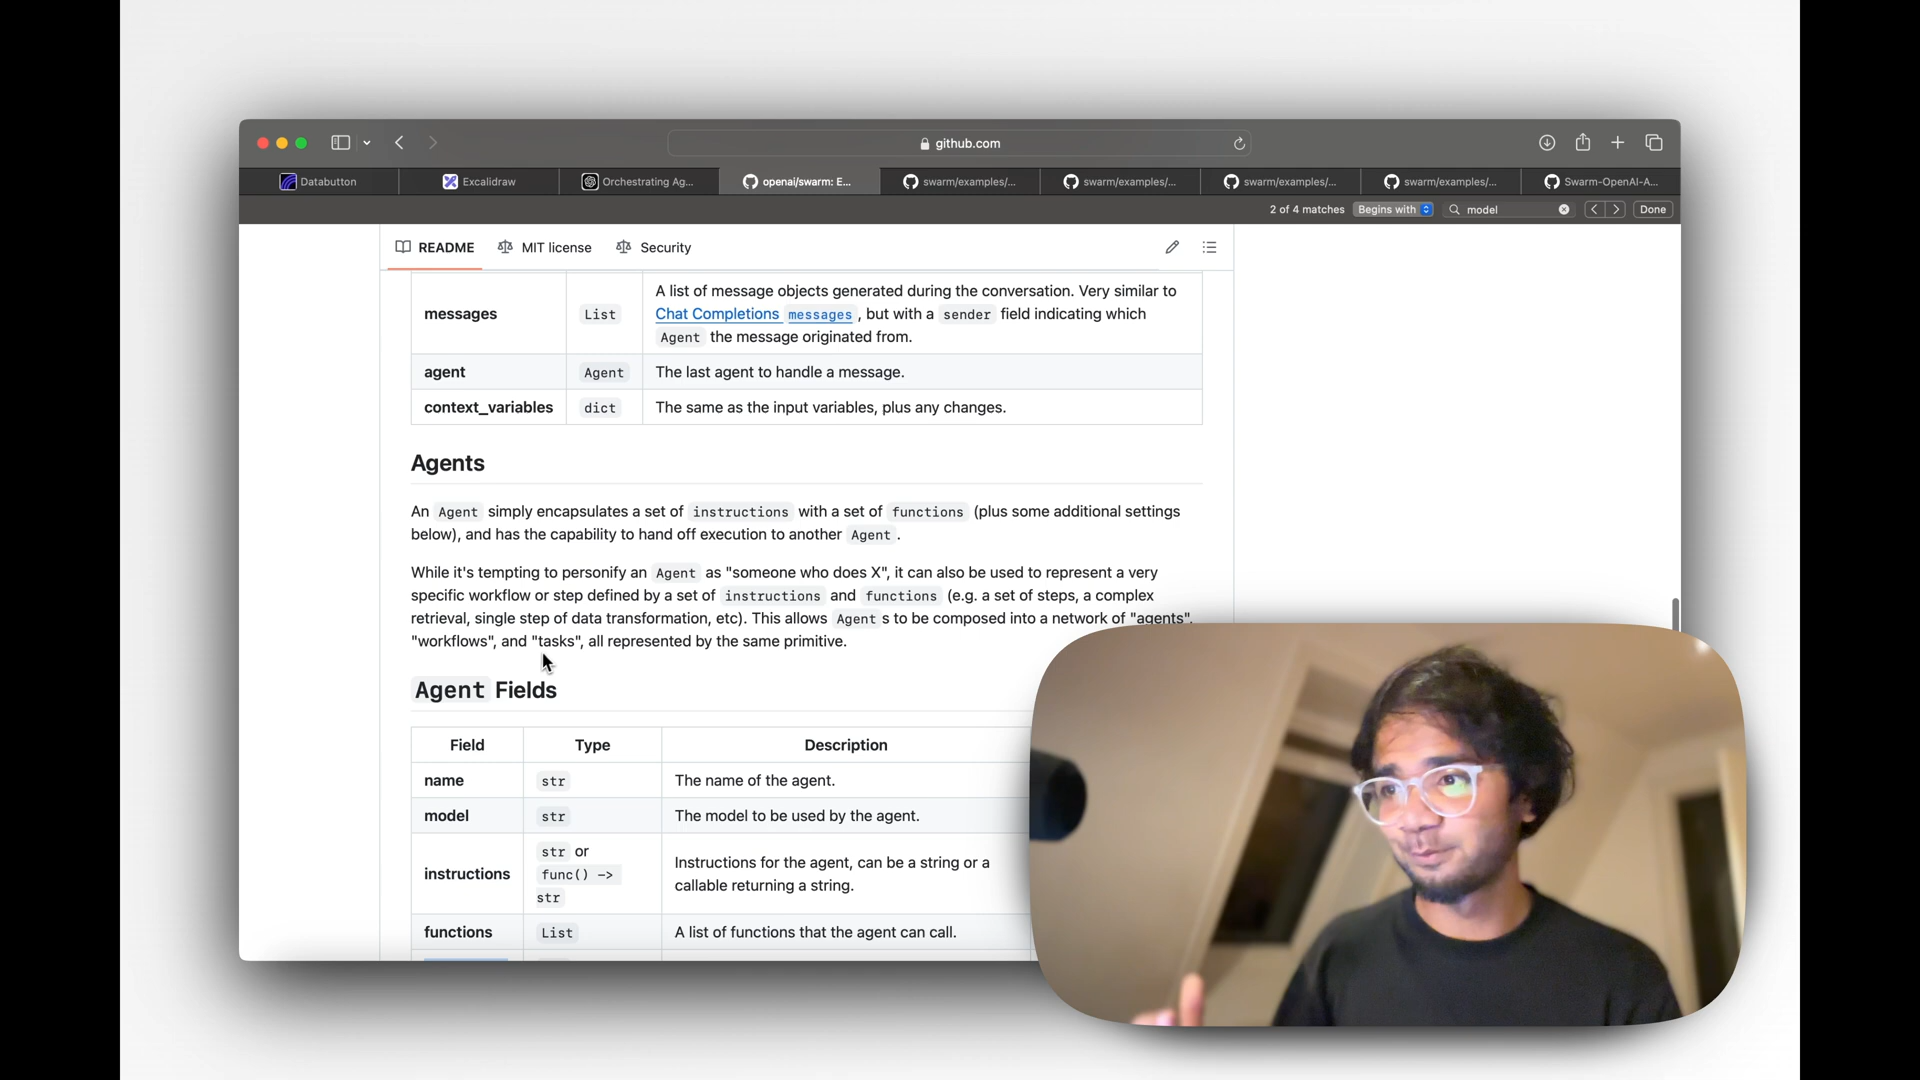 github.com
Databutton
Excalidraw
Orchestrating Ag...
openai/swarm: E...
swarm/examples/...
swarm/examples/...
swarm/examples/...
swarm/examples/...
Swarm-OpenAI-A...
2 of 4 matches
Begins with
model
Done
README
MIT license
Security
messages List A list of message objects generated during the conversation. Very similar to
Chat Completions messages , but with a sender field indicating which
Agent the message originated from.
agent Agent The last agent to handle a message.
context_variables dict The same as the input variables, plus any changes.
Agents
An Agent simply encapsulates a set of instructions with a set of functions (plus some additional settings
below), and has the capability to hand off execution to another Agent .
While it's tempting to personify an Agent as "someone who does X", it can also be used to represent a very
specific workflow or step defined by a set of instructions and functions (e.g. a set of steps, a complex
retrieval, single step of data transformation, etc). This allows Agent s to be composed into a network of "agents",
"workflows", and "tasks", all represented by the same primitive.
Agent Fields
Field Type Description
name str The name of the agent.
model str The model to be used by the agent.
instructions str or func() -> str Instructions for the agent, can be a string or a
callable returning a string.
functions List A list of functions that the agent can call.